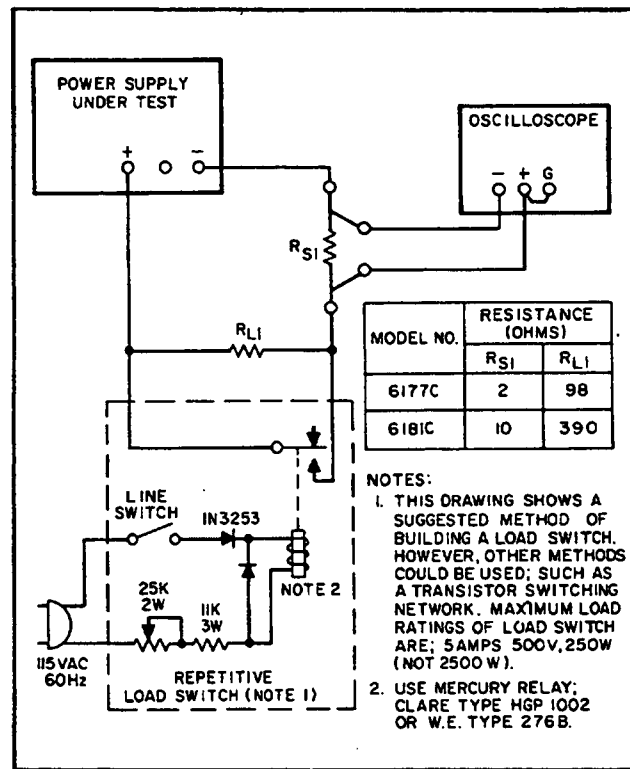 POWER SUPPLY
UNDER TEST
+ −
OSCILLOSCOPE
− + G
RS1
RL1
MODEL NO. RESISTANCE (OHMS)
RS1 RL1
6177C 2 98
6181C 10 390
LINE
SWITCH
1N3253
NOTE 2
25K
2W
11K
3W
115VAC
60Hz
REPETITIVE
LOAD SWITCH (NOTE 1)
NOTES:
1. THIS DRAWING SHOWS A
SUGGESTED METHOD OF
BUILDING A LOAD SWITCH.
HOWEVER, OTHER METHODS
COULD BE USED; SUCH AS
A TRANSISTOR SWITCHING
NETWORK. MAXIMUM LOAD
RATINGS OF LOAD SWITCH
ARE; 5AMPS 500V, 250W
(NOT 2500 W).
2. USE MERCURY RELAY;
CLARE TYPE HGP 1002
OR W.E. TYPE 276B.